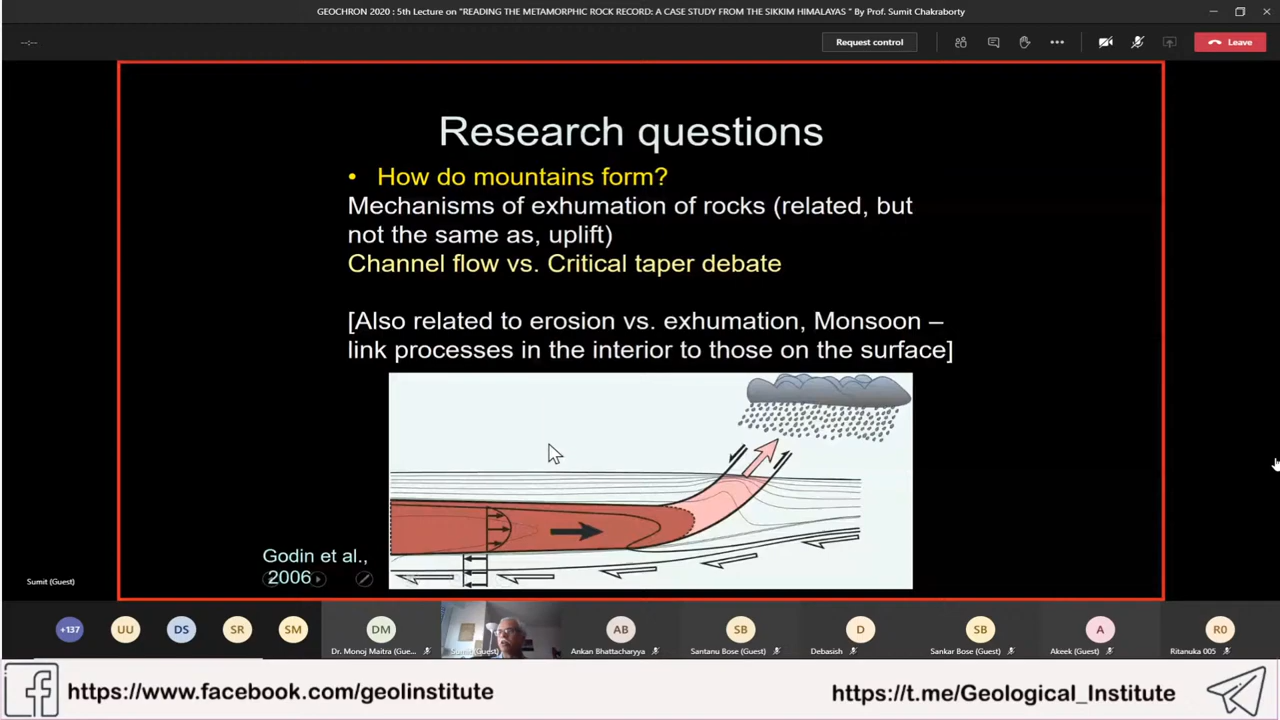 GEOCHRON 2020 : 5th Lecture on "READING THE METAMORPHIC ROCK RECORD: A CASE STUDY FROM THE SIKKIM HIMALAYAS " By Prof. Sumit Chakraborty
--:--
Request control
Leave
Research questions
• How do mountains form?
Mechanisms of exhumation of rocks (related, but
not the same as, uplift)
Channel flow vs. Critical taper debate
[Also related to erosion vs. exhumation, Monsoon –
link processes in the interior to those on the surface]
Godin et al.,
2006
Sumit (Guest)
+137
UU
DS
SR
SM
DM
AB
SB
D
SB
A
R0
Dr. Monoj Maitra (Gue...
Sumit (Guest)
Ankan Bhattacharyya
Santanu Bose (Guest)
Debasish
Sankar Bose (Guest)
Akeek (Guest)
Ritanuka 005
https://www.facebook.com/geolinstitute
https://t.me/Geological_Institute